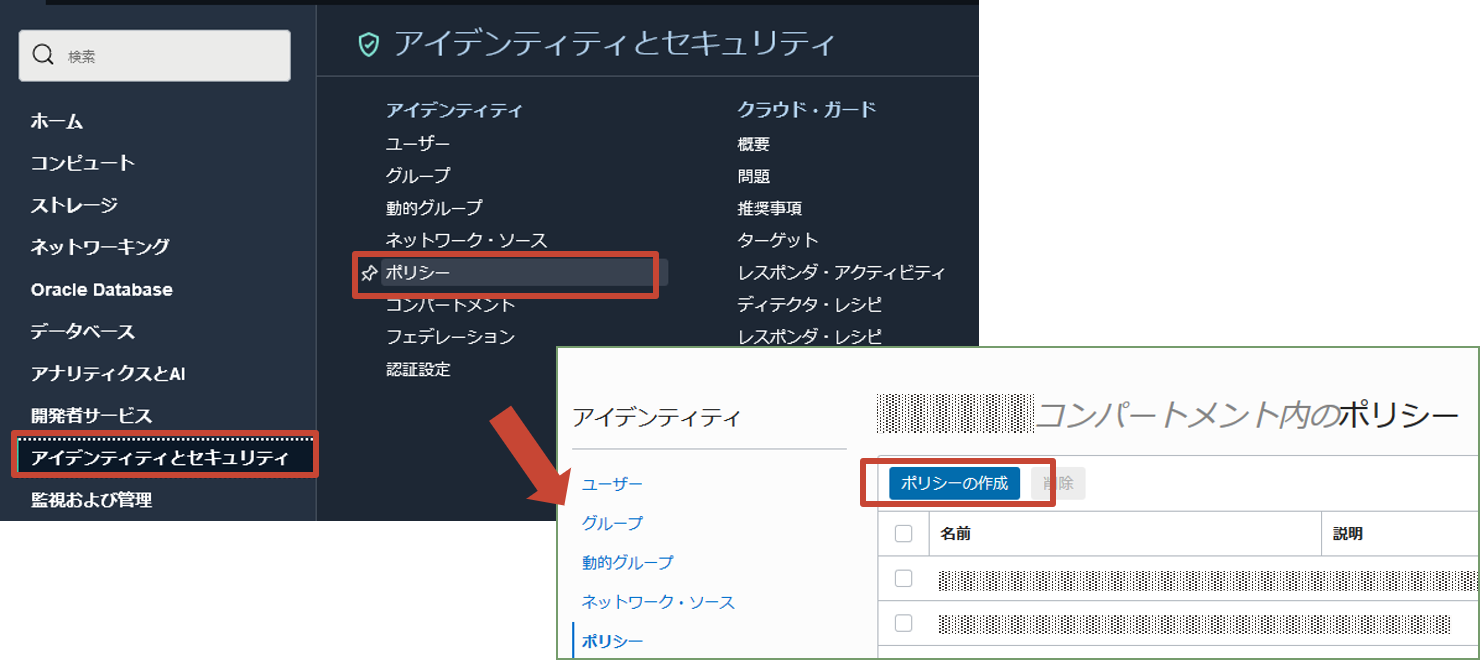 検索
ホーム
コンピュート
ストレージ
ネットワーキング
Oracle Database
データベース
アナリティクスとAI
開発者サービス
アイデンティティとセキュリティ
監視および管理
アイデンティティとセキュリティ
アイデンティティ
ユーザー
グループ
動的グループ
ネットワーク・ソース
ポリシー
コンパートメント
フェデレーション
認証設定
クラウド・ガード
概要
問題
推奨事項
ターゲット
レスポンダ・アクティビティ
ディテクタ・レシピ
レスポンダ・レシピ
アイデンティティ
ユーザー
グループ
動的グループ
ネットワーク・ソース
ポリシー
コンパートメント内のポリシー
ポリシーの作成 削除
名前 説明